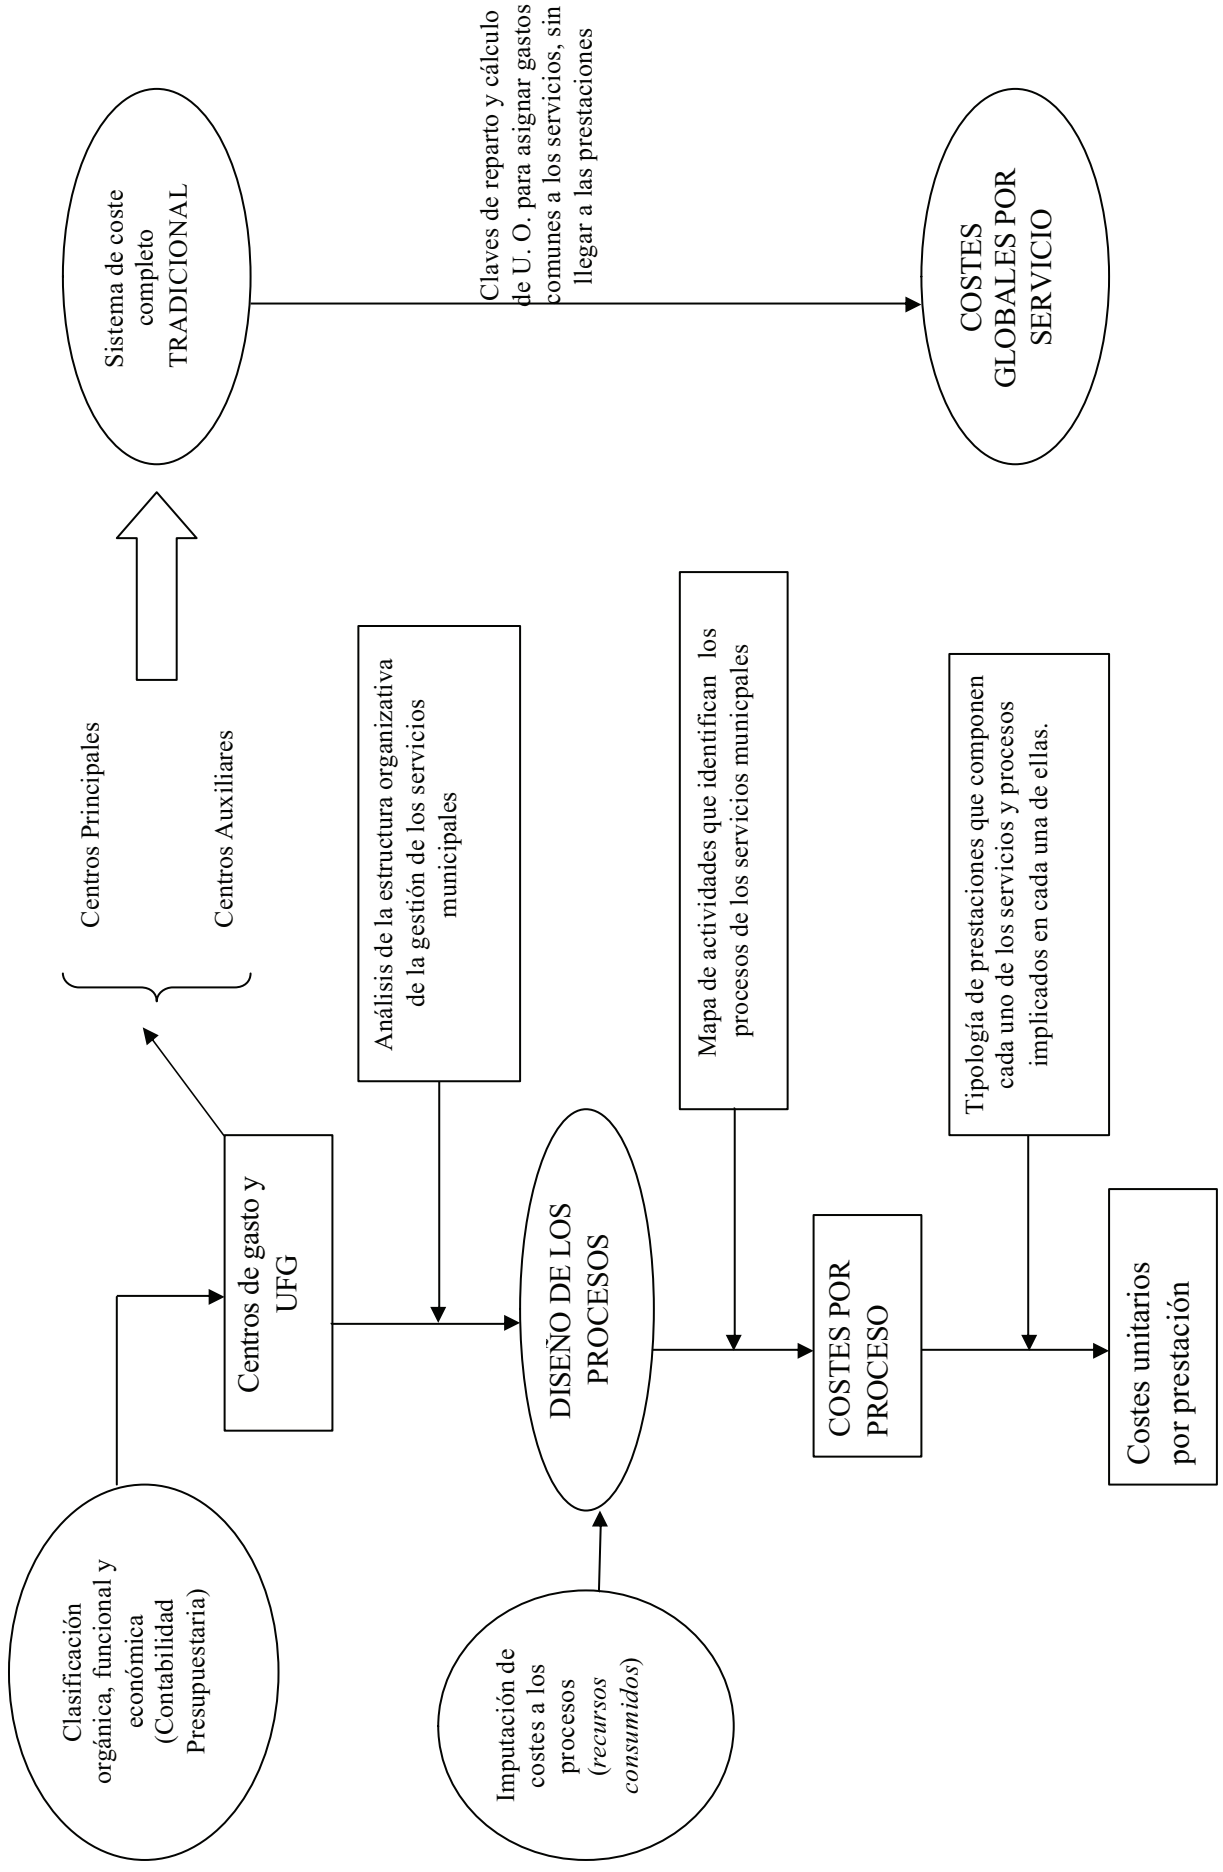 Clasificación
orgánica, funcional y
económica
(Contabilidad
Presupuestaria)
Centros de gasto y
UFG
Centros Principales
Centros Auxiliares
Sistema de coste
completo
TRADICIONAL
Análisis de la estructura organizativa
de la gestión de los servicios
municipales
Claves de reparto y cálculo
de U. O. para asignar gastos
comunes a los servicios, sin
llegar a las prestaciones
Imputación de
costes a los
procesos
(recursos
consumidos)
DISEÑO DE LOS
PROCESOS
Mapa de actividades que identifican los
procesos de los servicios municpales
COSTES POR
PROCESO
Tipología de prestaciones que componen
cada uno de los servicios y procesos
implicados en cada una de ellas.
COSTES
GLOBALES POR
SERVICIO
Costes unitarios
por prestación